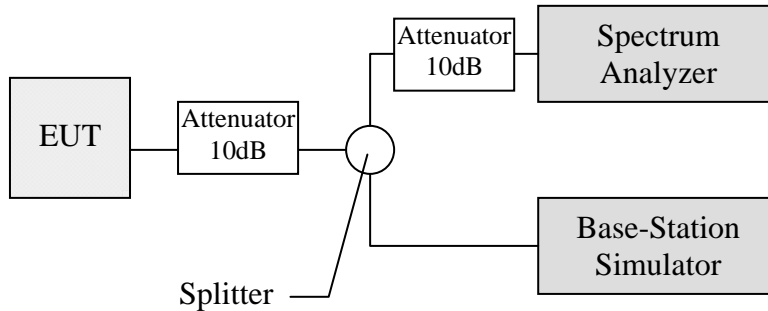 Attenuator
10dB
Spectrum
Analyzer
EUT
Attenuator
10dB
Base-Station
Simulator
Splitter